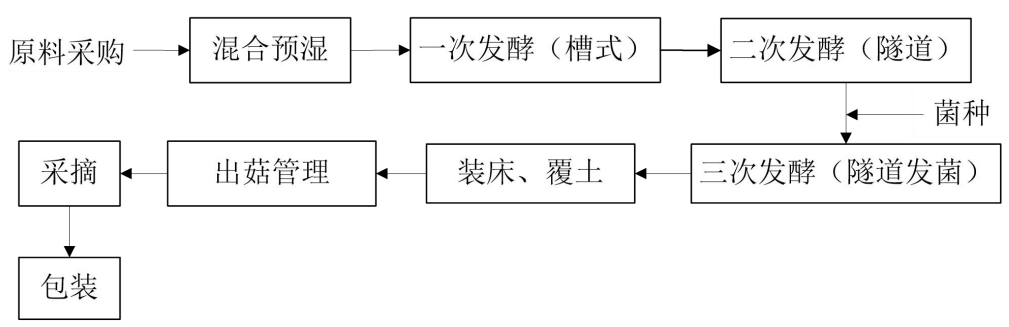 原料采购
混合预湿
一次发酵（槽式）
二次发酵（隧道）
菌种
三次发酵（隧道发菌）
装床、覆土
出菇管理
采摘
包装